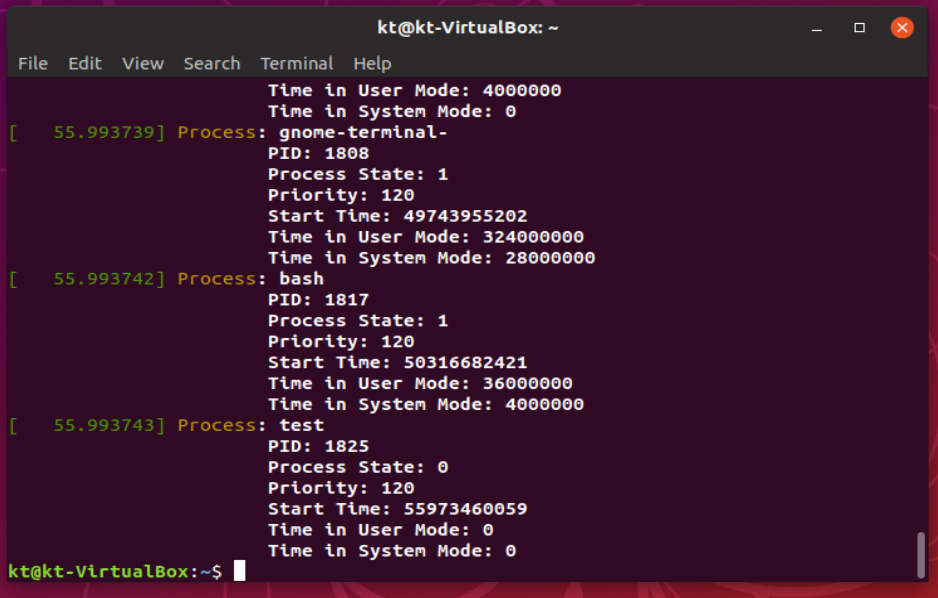 kt@kt-VirtualBox: ~
File Edit View Search Terminal Help
Time in User Mode: 4000000
Time in System Mode: 0
[   55.993739] Process: gnome-terminal-
PID: 1808
Process State: 1
Priority: 120
Start Time: 49743955202
Time in User Mode: 324000000
Time in System Mode: 28000000
[   55.993742] Process: bash
PID: 1817
Process State: 1
Priority: 120
Start Time: 50316682421
Time in User Mode: 36000000
Time in System Mode: 4000000
[   55.993743] Process: test
PID: 1825
Process State: 0
Priority: 120
Start Time: 55973460059
Time in User Mode: 0
Time in System Mode: 0
kt@kt-VirtualBox:~$